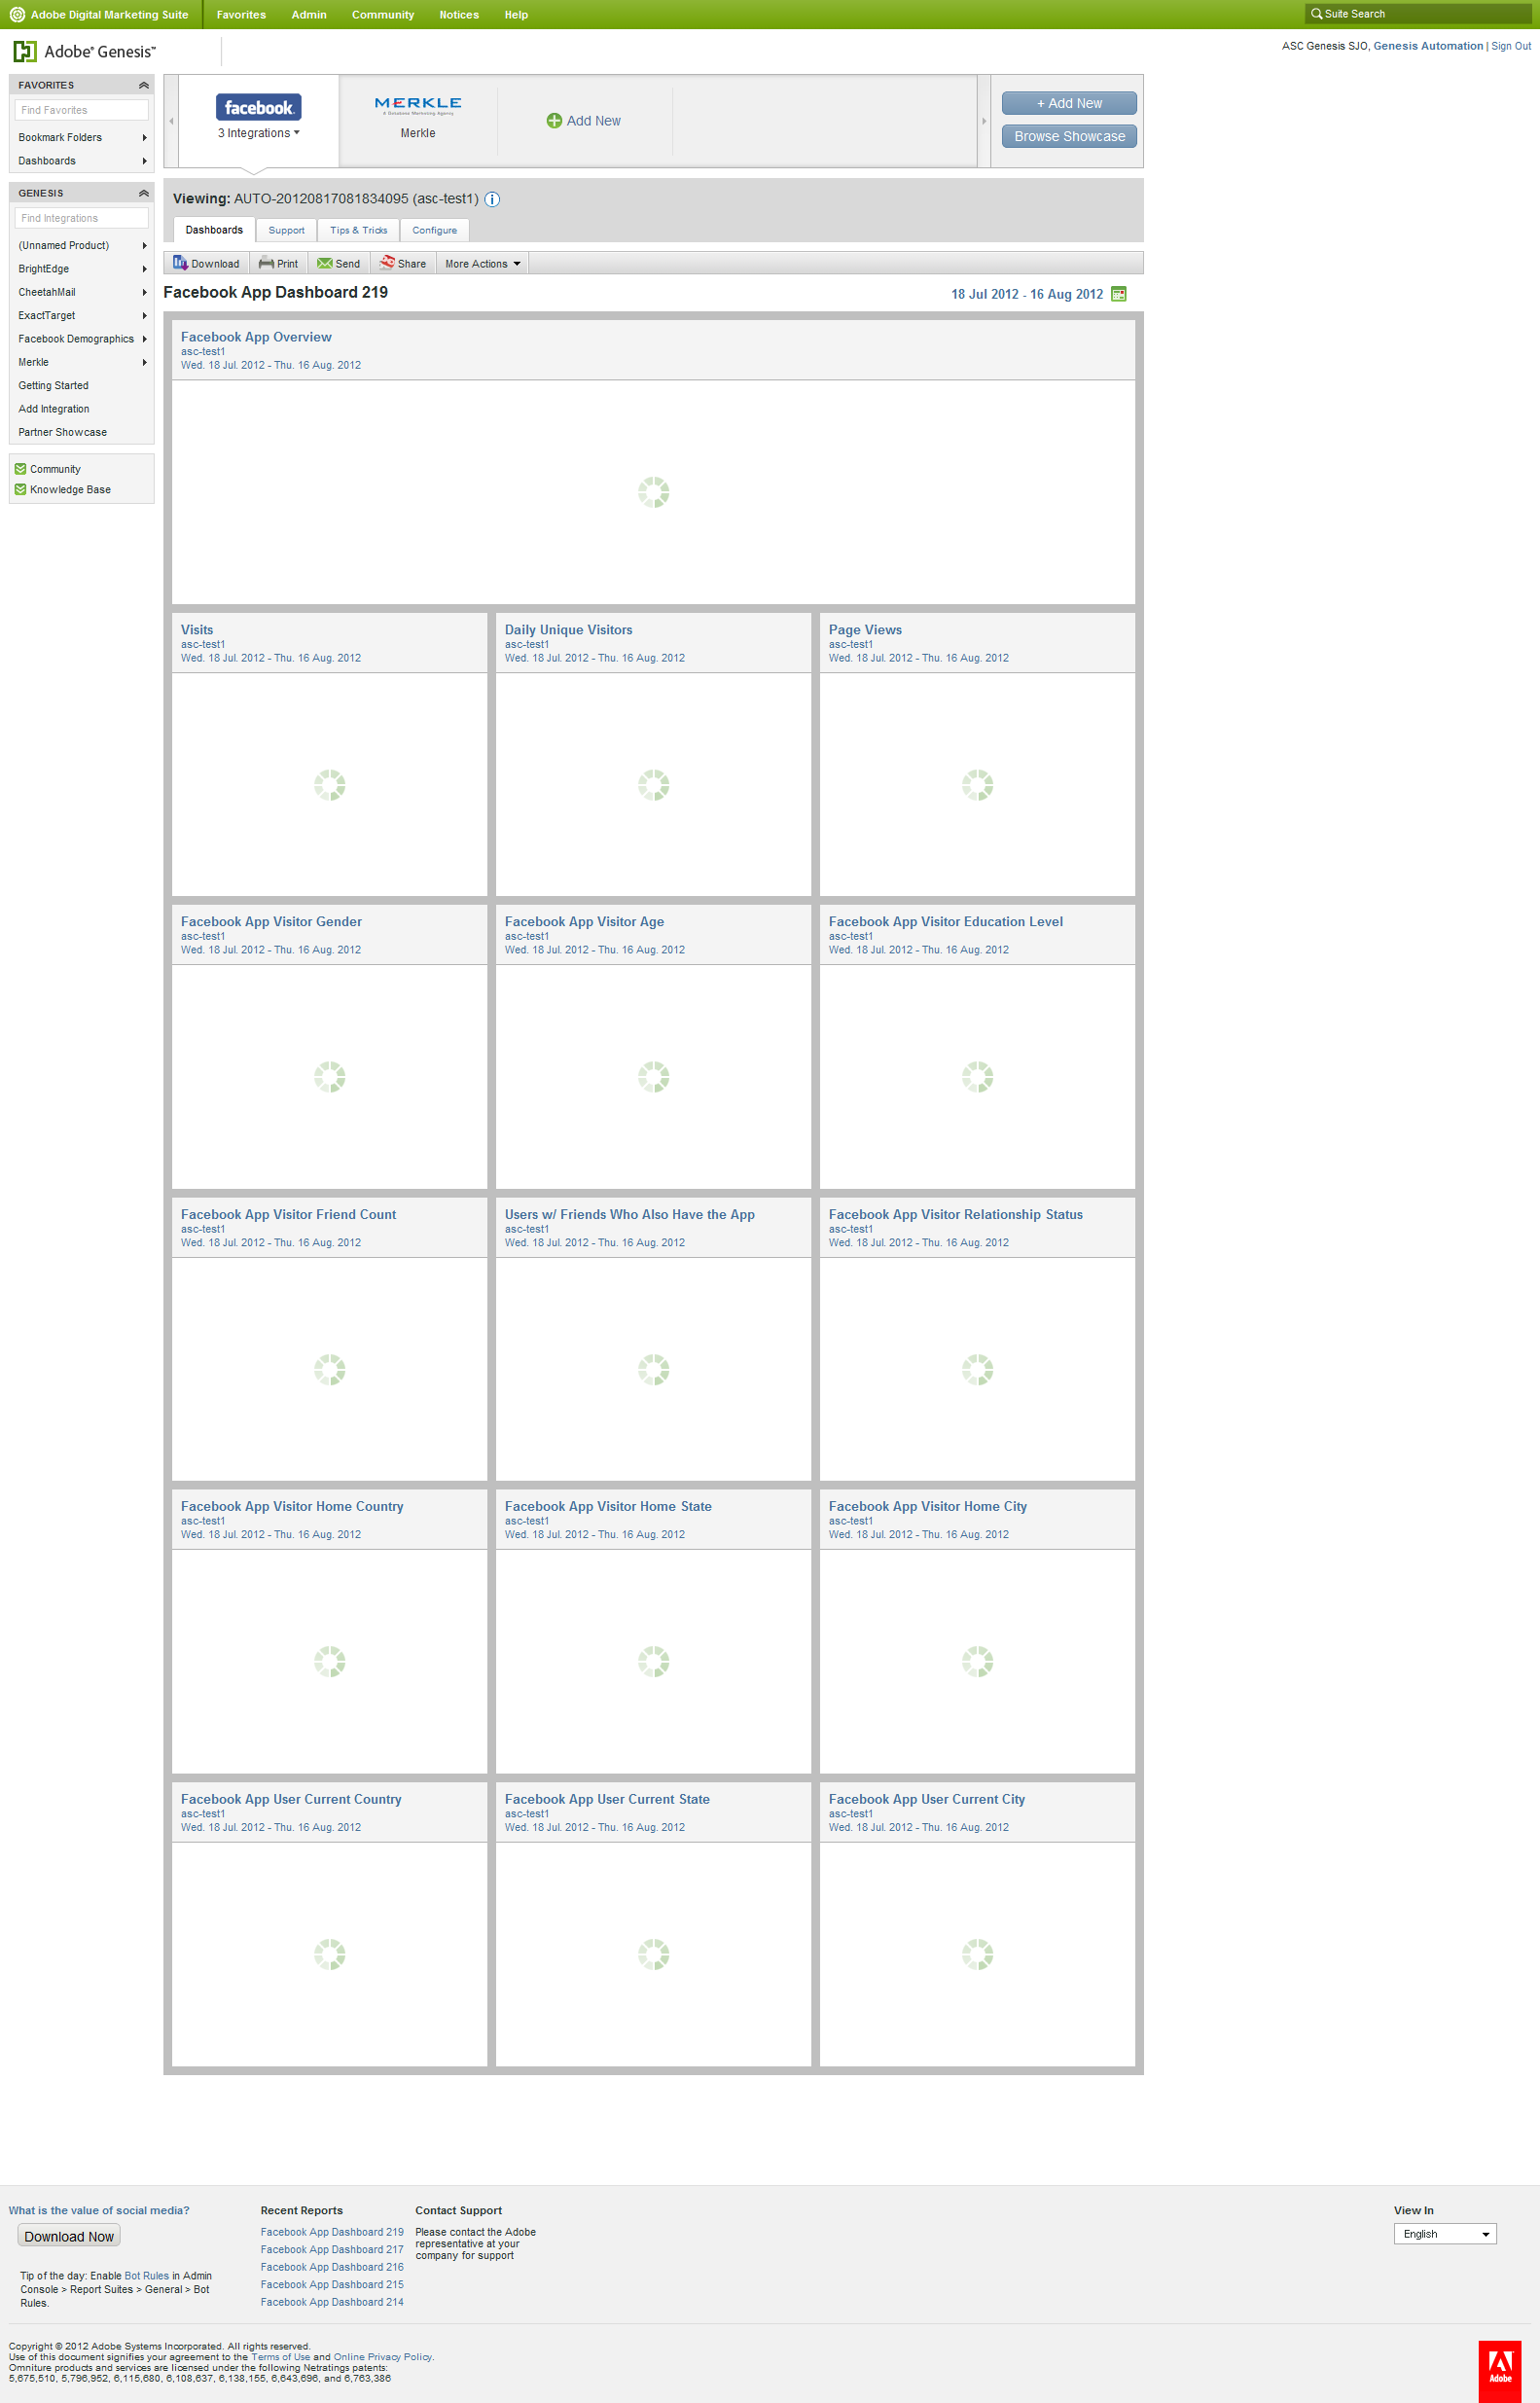 Adobe Digital Marketing Suite
Favorites
Admin
Community
Notices
Help
Suite Search
Adobe® Genesis™
ASC Genesis SJO, Genesis Automation | Sign Out
FAVORITES
Find Favorites
Bookmark Folders
Dashboards
GENESIS
Find Integrations
(Unnamed Product)
BrightEdge
CheetahMail
ExactTarget
Facebook Demographics
Merkle
Getting Started
Add Integration
Partner Showcase
Community
Knowledge Base
facebook
3 Integrations
MERKLE
A Database Marketing Agency
Merkle
Add New
+ Add New
Browse Showcase
Viewing: AUTO-20120817081834095 (asc-test1)
Dashboards
Support
Tips & Tricks
Configure
Download
Print
Send
Share
More Actions
Facebook App Dashboard 219
18 Jul 2012 - 16 Aug 2012
Facebook App Overview
asc-test1
Wed. 18 Jul. 2012 - Thu. 16 Aug. 2012
Visits
asc-test1
Wed. 18 Jul. 2012 - Thu. 16 Aug. 2012
Daily Unique Visitors
asc-test1
Wed. 18 Jul. 2012 - Thu. 16 Aug. 2012
Page Views
asc-test1
Wed. 18 Jul. 2012 - Thu. 16 Aug. 2012
Facebook App Visitor Gender
asc-test1
Wed. 18 Jul. 2012 - Thu. 16 Aug. 2012
Facebook App Visitor Age
asc-test1
Wed. 18 Jul. 2012 - Thu. 16 Aug. 2012
Facebook App Visitor Education Level
asc-test1
Wed. 18 Jul. 2012 - Thu. 16 Aug. 2012
Facebook App Visitor Friend Count
asc-test1
Wed. 18 Jul. 2012 - Thu. 16 Aug. 2012
Users w/ Friends Who Also Have the App
asc-test1
Wed. 18 Jul. 2012 - Thu. 16 Aug. 2012
Facebook App Visitor Relationship Status
asc-test1
Wed. 18 Jul. 2012 - Thu. 16 Aug. 2012
Facebook App Visitor Home Country
asc-test1
Wed. 18 Jul. 2012 - Thu. 16 Aug. 2012
Facebook App Visitor Home State
asc-test1
Wed. 18 Jul. 2012 - Thu. 16 Aug. 2012
Facebook App Visitor Home City
asc-test1
Wed. 18 Jul. 2012 - Thu. 16 Aug. 2012
Facebook App User Current Country
asc-test1
Wed. 18 Jul. 2012 - Thu. 16 Aug. 2012
Facebook App User Current State
asc-test1
Wed. 18 Jul. 2012 - Thu. 16 Aug. 2012
Facebook App User Current City
asc-test1
Wed. 18 Jul. 2012 - Thu. 16 Aug. 2012
What is the value of social media?
Download Now
Tip of the day: Enable Bot Rules in Admin
Console > Report Suites > General > Bot
Rules.
Recent Reports
Facebook App Dashboard 219
Facebook App Dashboard 217
Facebook App Dashboard 216
Facebook App Dashboard 215
Facebook App Dashboard 214
Contact Support
Please contact the Adobe
representative at your
company for support
View In
English
Copyright © 2012 Adobe Systems Incorporated. All rights reserved.
Use of this document signifies your agreement to the Terms of Use and Online Privacy Policy.
Omniture products and services are licensed under the following Netratings patents:
5,675,510, 5,796,952, 6,115,680, 6,108,637, 6,138,155, 6,643,696, and 6,763,386
Adobe